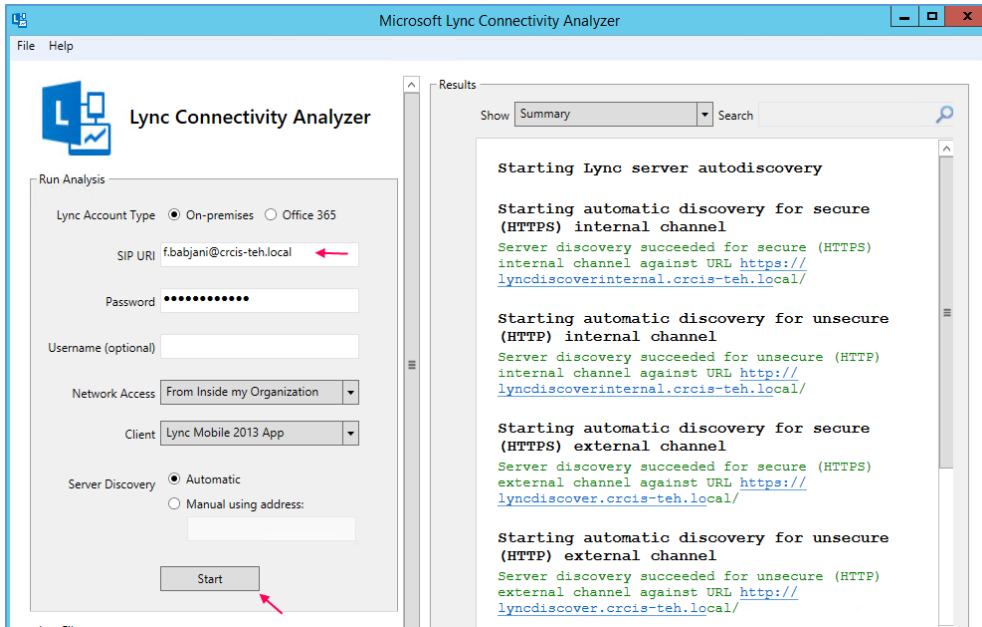 Microsoft Lync Connectivity Analyzer
File Help
Lync Connectivity Analyzer
Run Analysis
Lync Account Type On-premises Office 365
SIP URI f.babjani@crcis-teh.local
Password ••••••••••••
Username (optional)
Network Access From Inside my Organization
Client Lync Mobile 2013 App
Server Discovery Automatic
Manual using address:
Start
Results
Show Summary Search
Starting Lync server autodiscovery
Starting automatic discovery for secure
(HTTPS) internal channel
Server discovery succeeded for secure (HTTPS)
internal channel against URL https://
lyncdiscoverinternal.crcis-teh.local/
Starting automatic discovery for unsecure
(HTTP) internal channel
Server discovery succeeded for unsecure (HTTP)
internal channel against URL http://
lyncdiscoverinternal.crcis-teh.local/
Starting automatic discovery for secure
(HTTPS) external channel
Server discovery succeeded for secure (HTTPS)
external channel against URL https://
lyncdiscover.crcis-teh.local/
Starting automatic discovery for unsecure
(HTTP) external channel
Server discovery succeeded for unsecure (HTTP)
external channel against URL http://
lyncdiscover.crcis-teh.local/